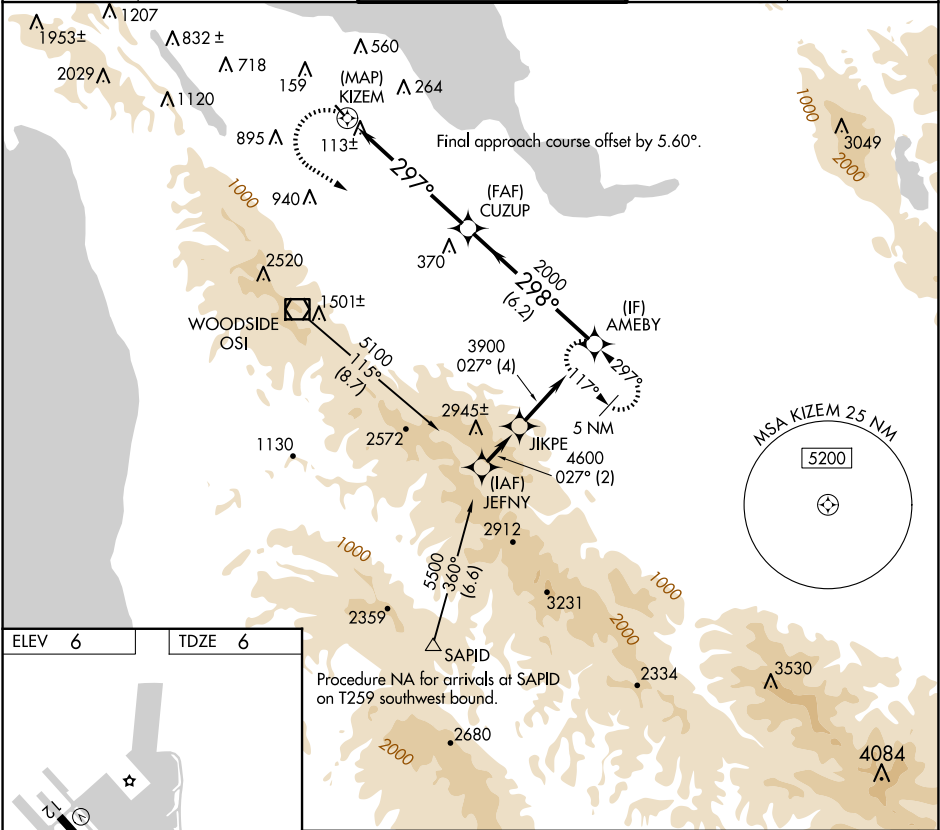 1207
1953±
832 ±
560
718
2029
159
(MAP)
KIZEM
264
1120
1000
3049
895
113±
Final approach course offset by 5.60°.
2000
297°
1000
940
(FAF)
CUZUP
370
2520
2000
298°
(6.2)
1501±
WOODSIDE
OSI
(IF)
AMEBY
5100
115°
(8.7)
3900
027° (4)
297°
117°
5 NM
2945±
2572
JIKPE
1130
4600
027° (2)
(IAF)
JEFNY
MSA KIZEM 25 NM
5200
2912
1000
5500
360°
(6.6)
1000
3231
2359
2000
ELEV 6
TDZE 6
SAPID
Procedure NA for arrivals at SAPID
on T259 southwest bound.
2334
3530
2680
2000
4084
12
V